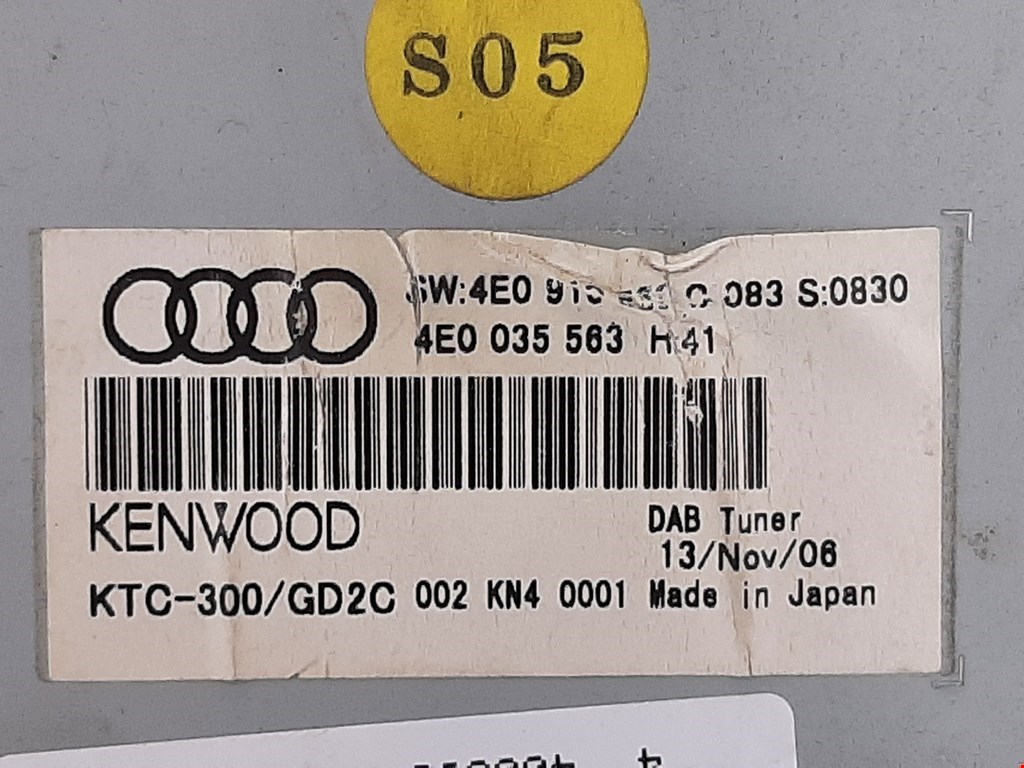 S05
SW:4E0 083 S:0830
4E0 035 563 H 41
KENWOOD
DAB Tuner
13/Nov/06
KTC-300/GD2C 002 KN4 0001 Made in Japan